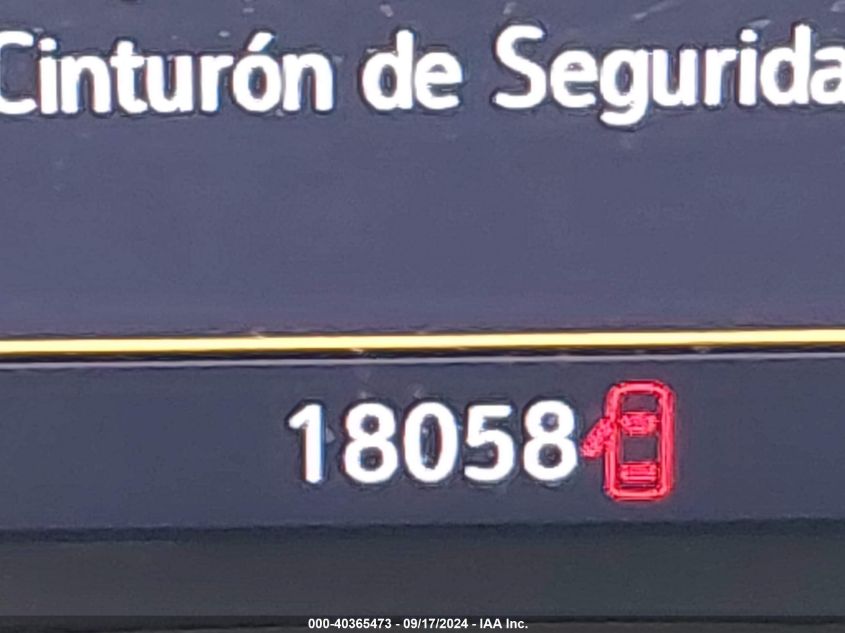 Cinturón de Segurida
18058
000-40365473 - 09/17/2024 - IAA Inc.